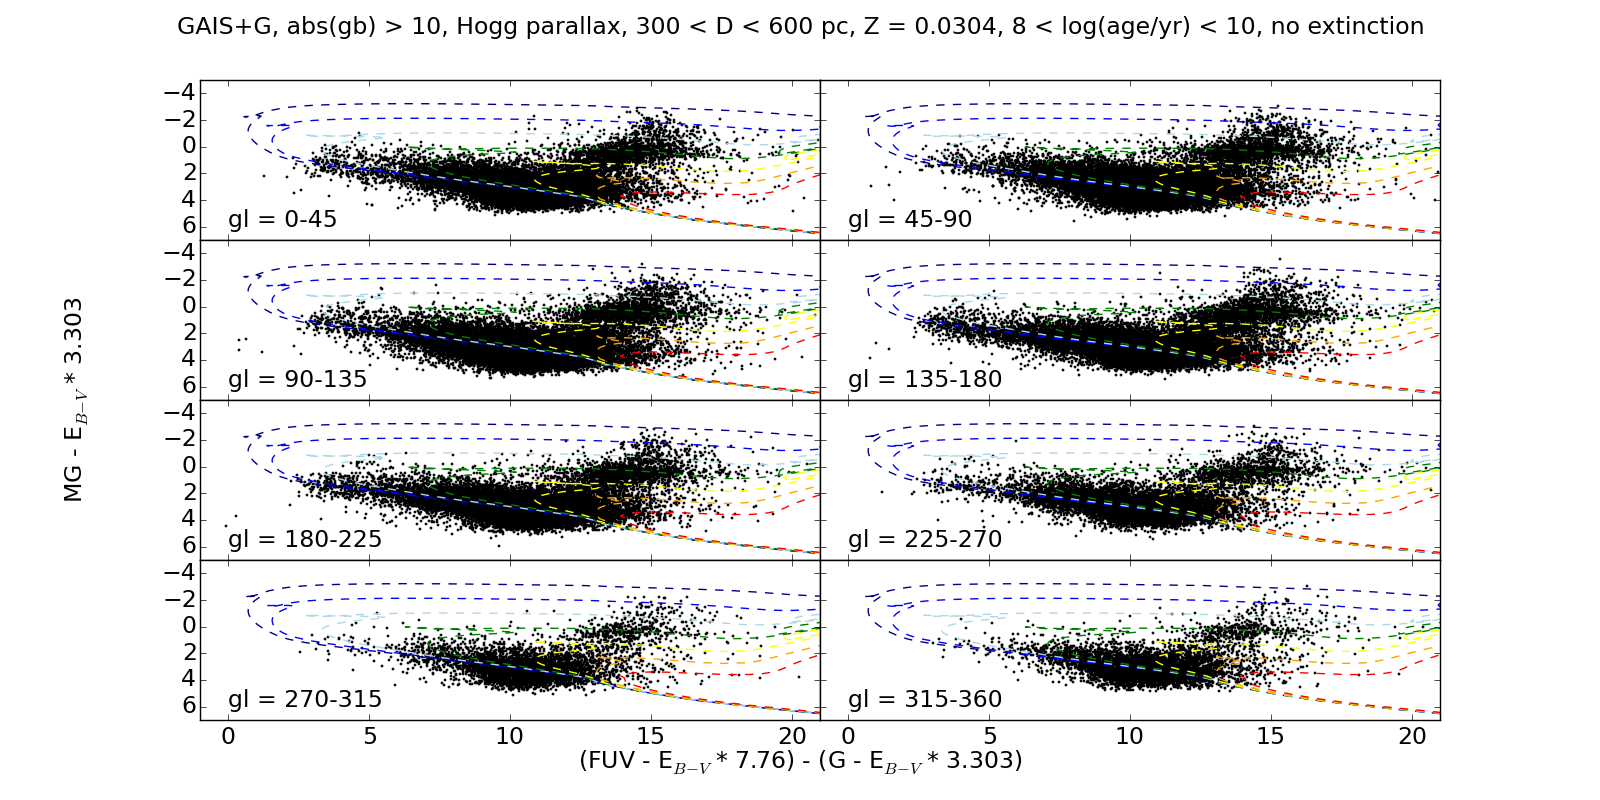 GAIS+G, abs(gb) > 10, Hogg parallax, 300 < D < 600 pc, Z = 0.0304, 8 < log(age/yr) < 10, no extinction
MG - E_{B−V} * 3.303
−4
−2
0
2
4
6
gl = 0-45
gl = 45-90
−4
−2
0
2
4
6
gl = 90-135
gl = 135-180
−4
−2
0
2
4
6
gl = 180-225
gl = 225-270
−4
−2
0
2
4
6
gl = 270-315
gl = 315-360
0 5 10 15 20 0 5 10 15 20
(FUV - E_{B−V} * 7.76) - (G - E_{B−V} * 3.303)